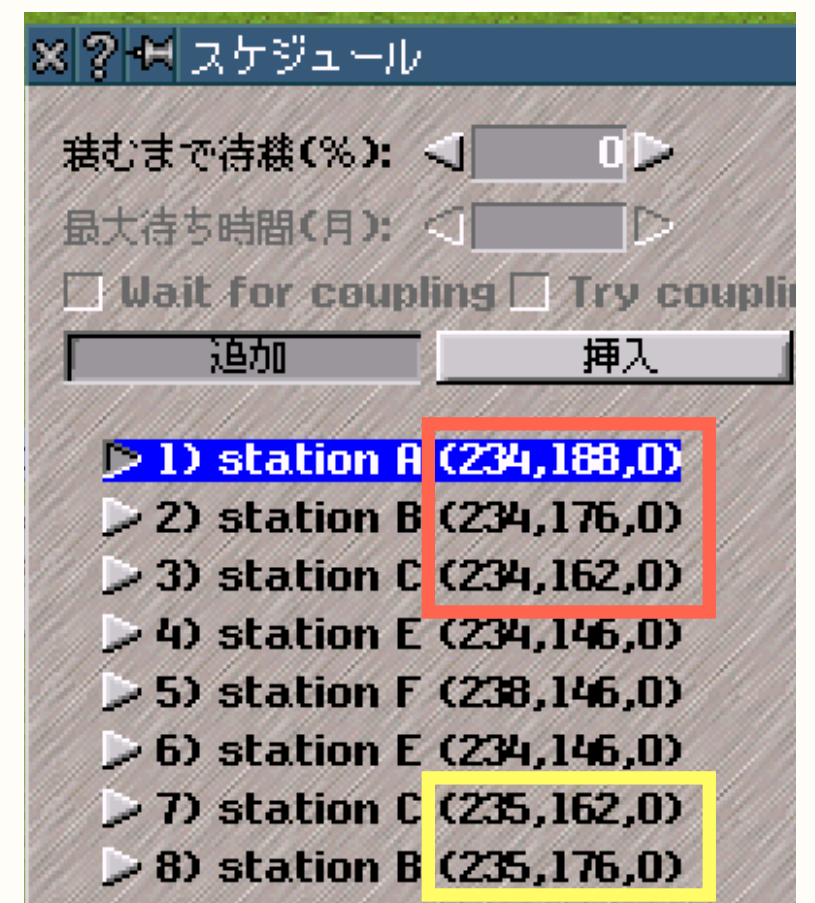 スケジュール
積むまで待機(%): 0
最大待ち時間(月):
Wait for coupling Try coupli
追加 挿入
1) station A (234,188,0)
2) station B (234,176,0)
3) station C (234,162,0)
4) station E (234,146,0)
5) station F (238,146,0)
6) station E (234,146,0)
7) station C (235,162,0)
8) station B (235,176,0)